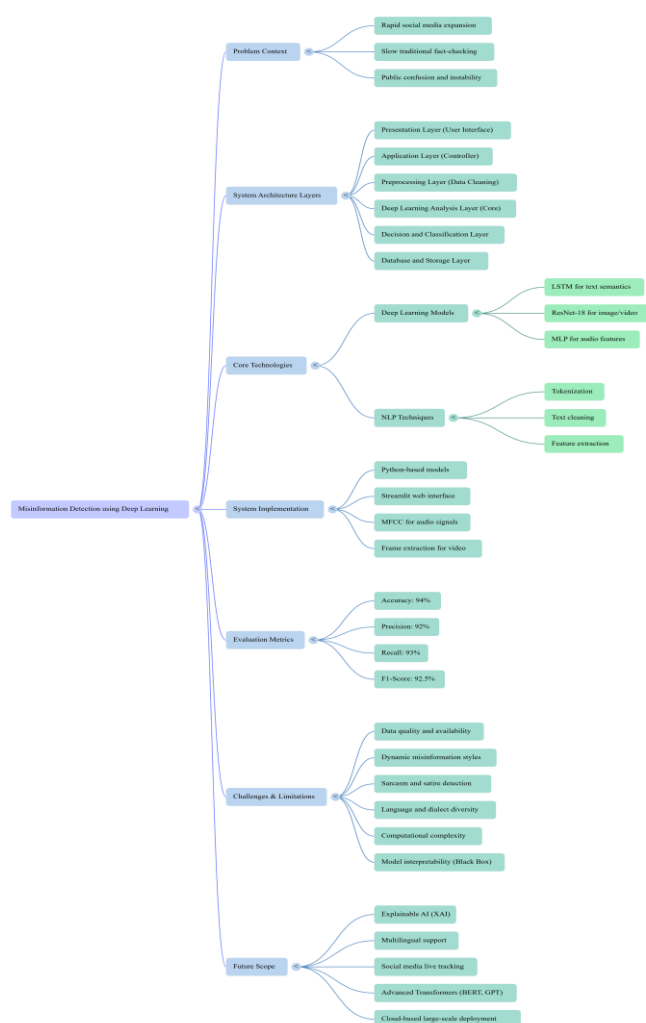 Misinformation Detection using Deep Learning
Problem Context
Rapid social media expansion
Slow traditional fact-checking
Public confusion and instability
System Architecture Layers
Presentation Layer (User Interface)
Application Layer (Controller)
Preprocessing Layer (Data Cleaning)
Deep Learning Analysis Layer (Core)
Decision and Classification Layer
Database and Storage Layer
Core Technologies
Deep Learning Models
LSTM for text semantics
ResNet-18 for image/video
MLP for audio features
NLP Techniques
Tokenization
Text cleaning
Feature extraction
System Implementation
Python-based models
Streamlit web interface
MFCC for audio signals
Frame extraction for video
Evaluation Metrics
Accuracy: 94%
Precision: 92%
Recall: 93%
F1-Score: 92.5%
Challenges & Limitations
Data quality and availability
Dynamic misinformation styles
Sarcasm and satire detection
Language and dialect diversity
Computational complexity
Model interpretability (Black Box)
Future Scope
Explainable AI (XAI)
Multilingual support
Social media live tracking
Advanced Transformers (BERT, GPT)
Cloud-based large-scale deployment